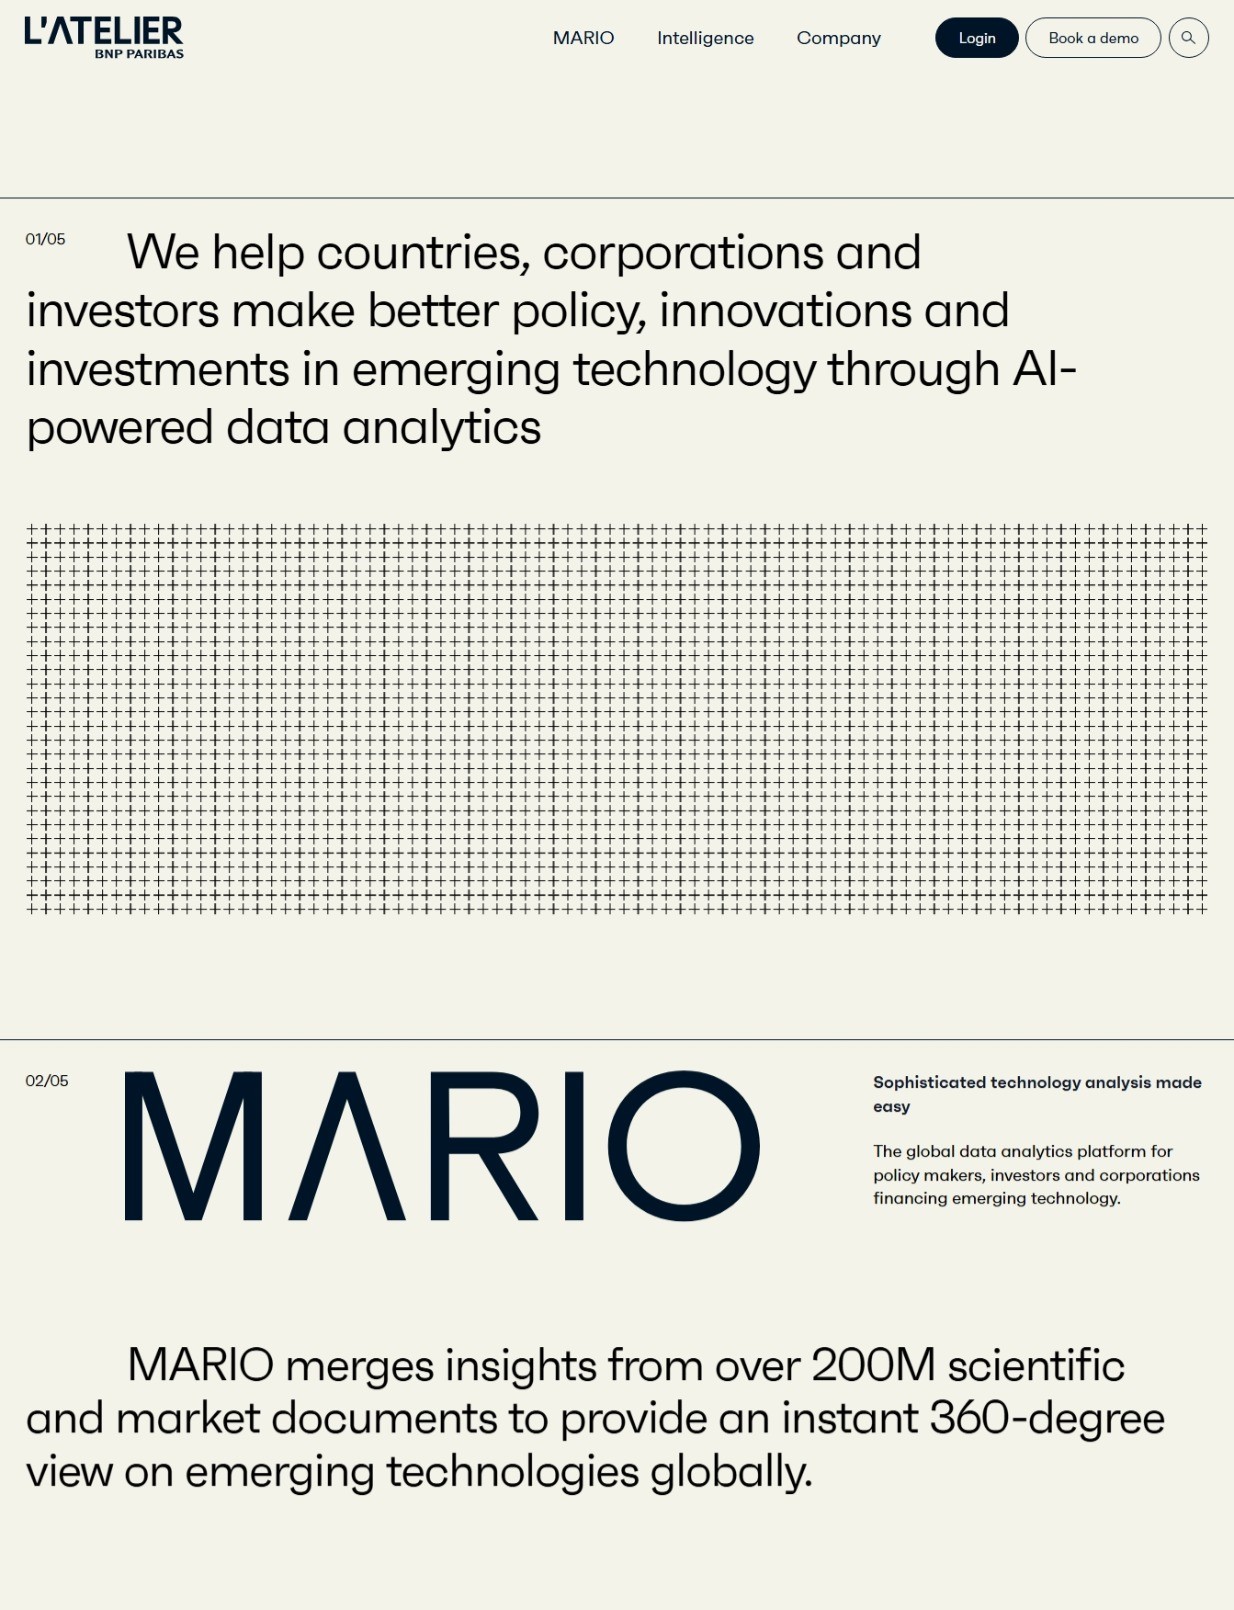 L'ATELIER
BNP PARIBAS
MARIO
Intelligence
Company
Login
Book a demo
01/05
We help countries, corporations and
investors make better policy, innovations and
investments in emerging technology through AI-
powered data analytics
02/05
MARIO
Sophisticated technology analysis made
easy
The global data analytics platform for
policy makers, investors and corporations
financing emerging technology.
MARIO merges insights from over 200M scientific
and market documents to provide an instant 360-degree
view on emerging technologies globally.